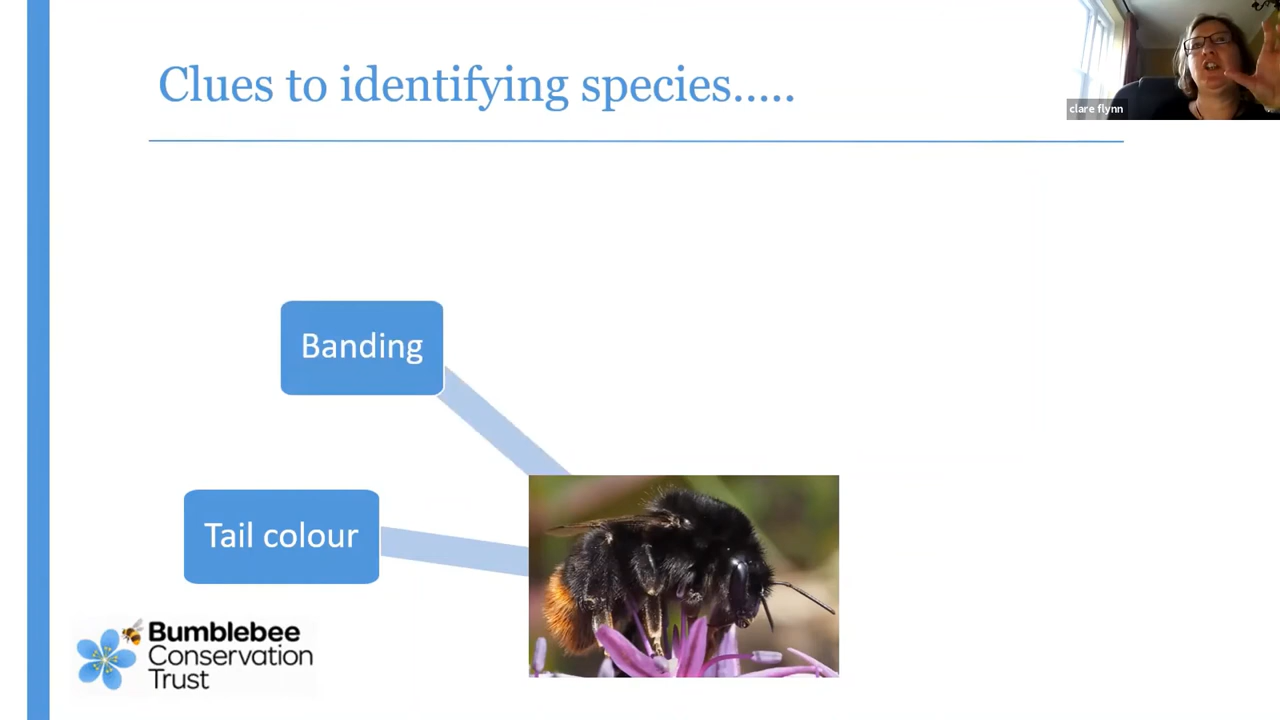 Clues to identifying species.....
clare flynn
Banding
Tail colour
Bumblebee
Conservation
Trust